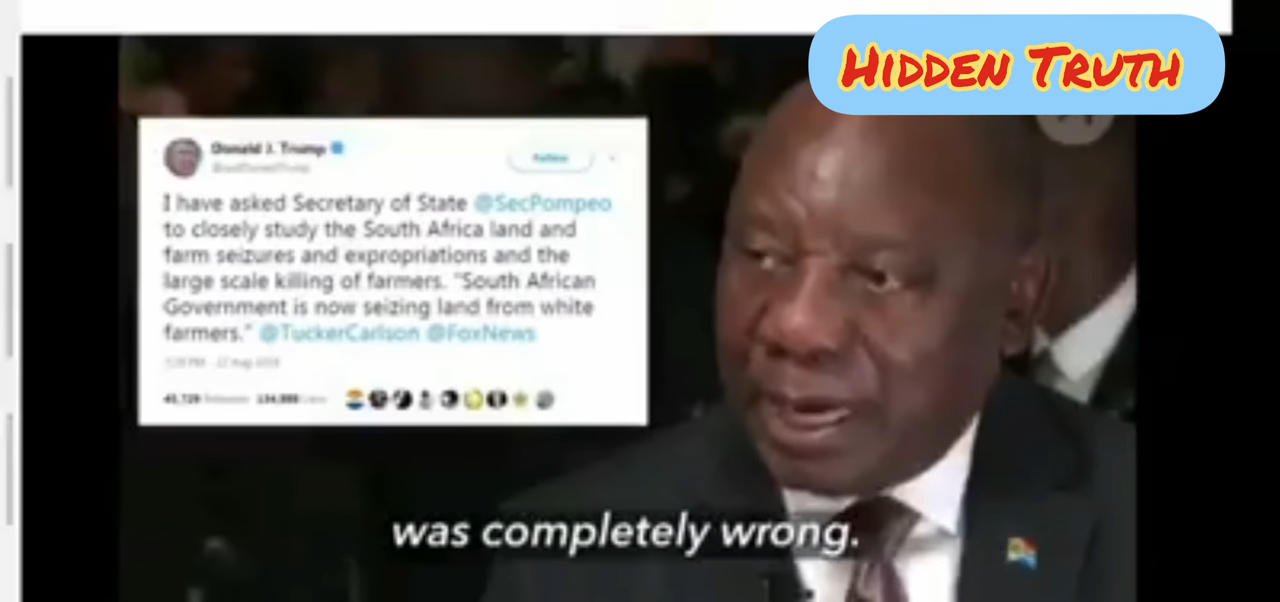 Hidden Truth
Donald J. Trump
Follow
I have asked Secretary of State @SecPompeo
to closely study the South Africa land and
farm seizures and expropriations and the
large scale killing of farmers. "South African
Government is now seizing land from white
farmers." @TuckerCarlson @FoxNews
was completely wrong.